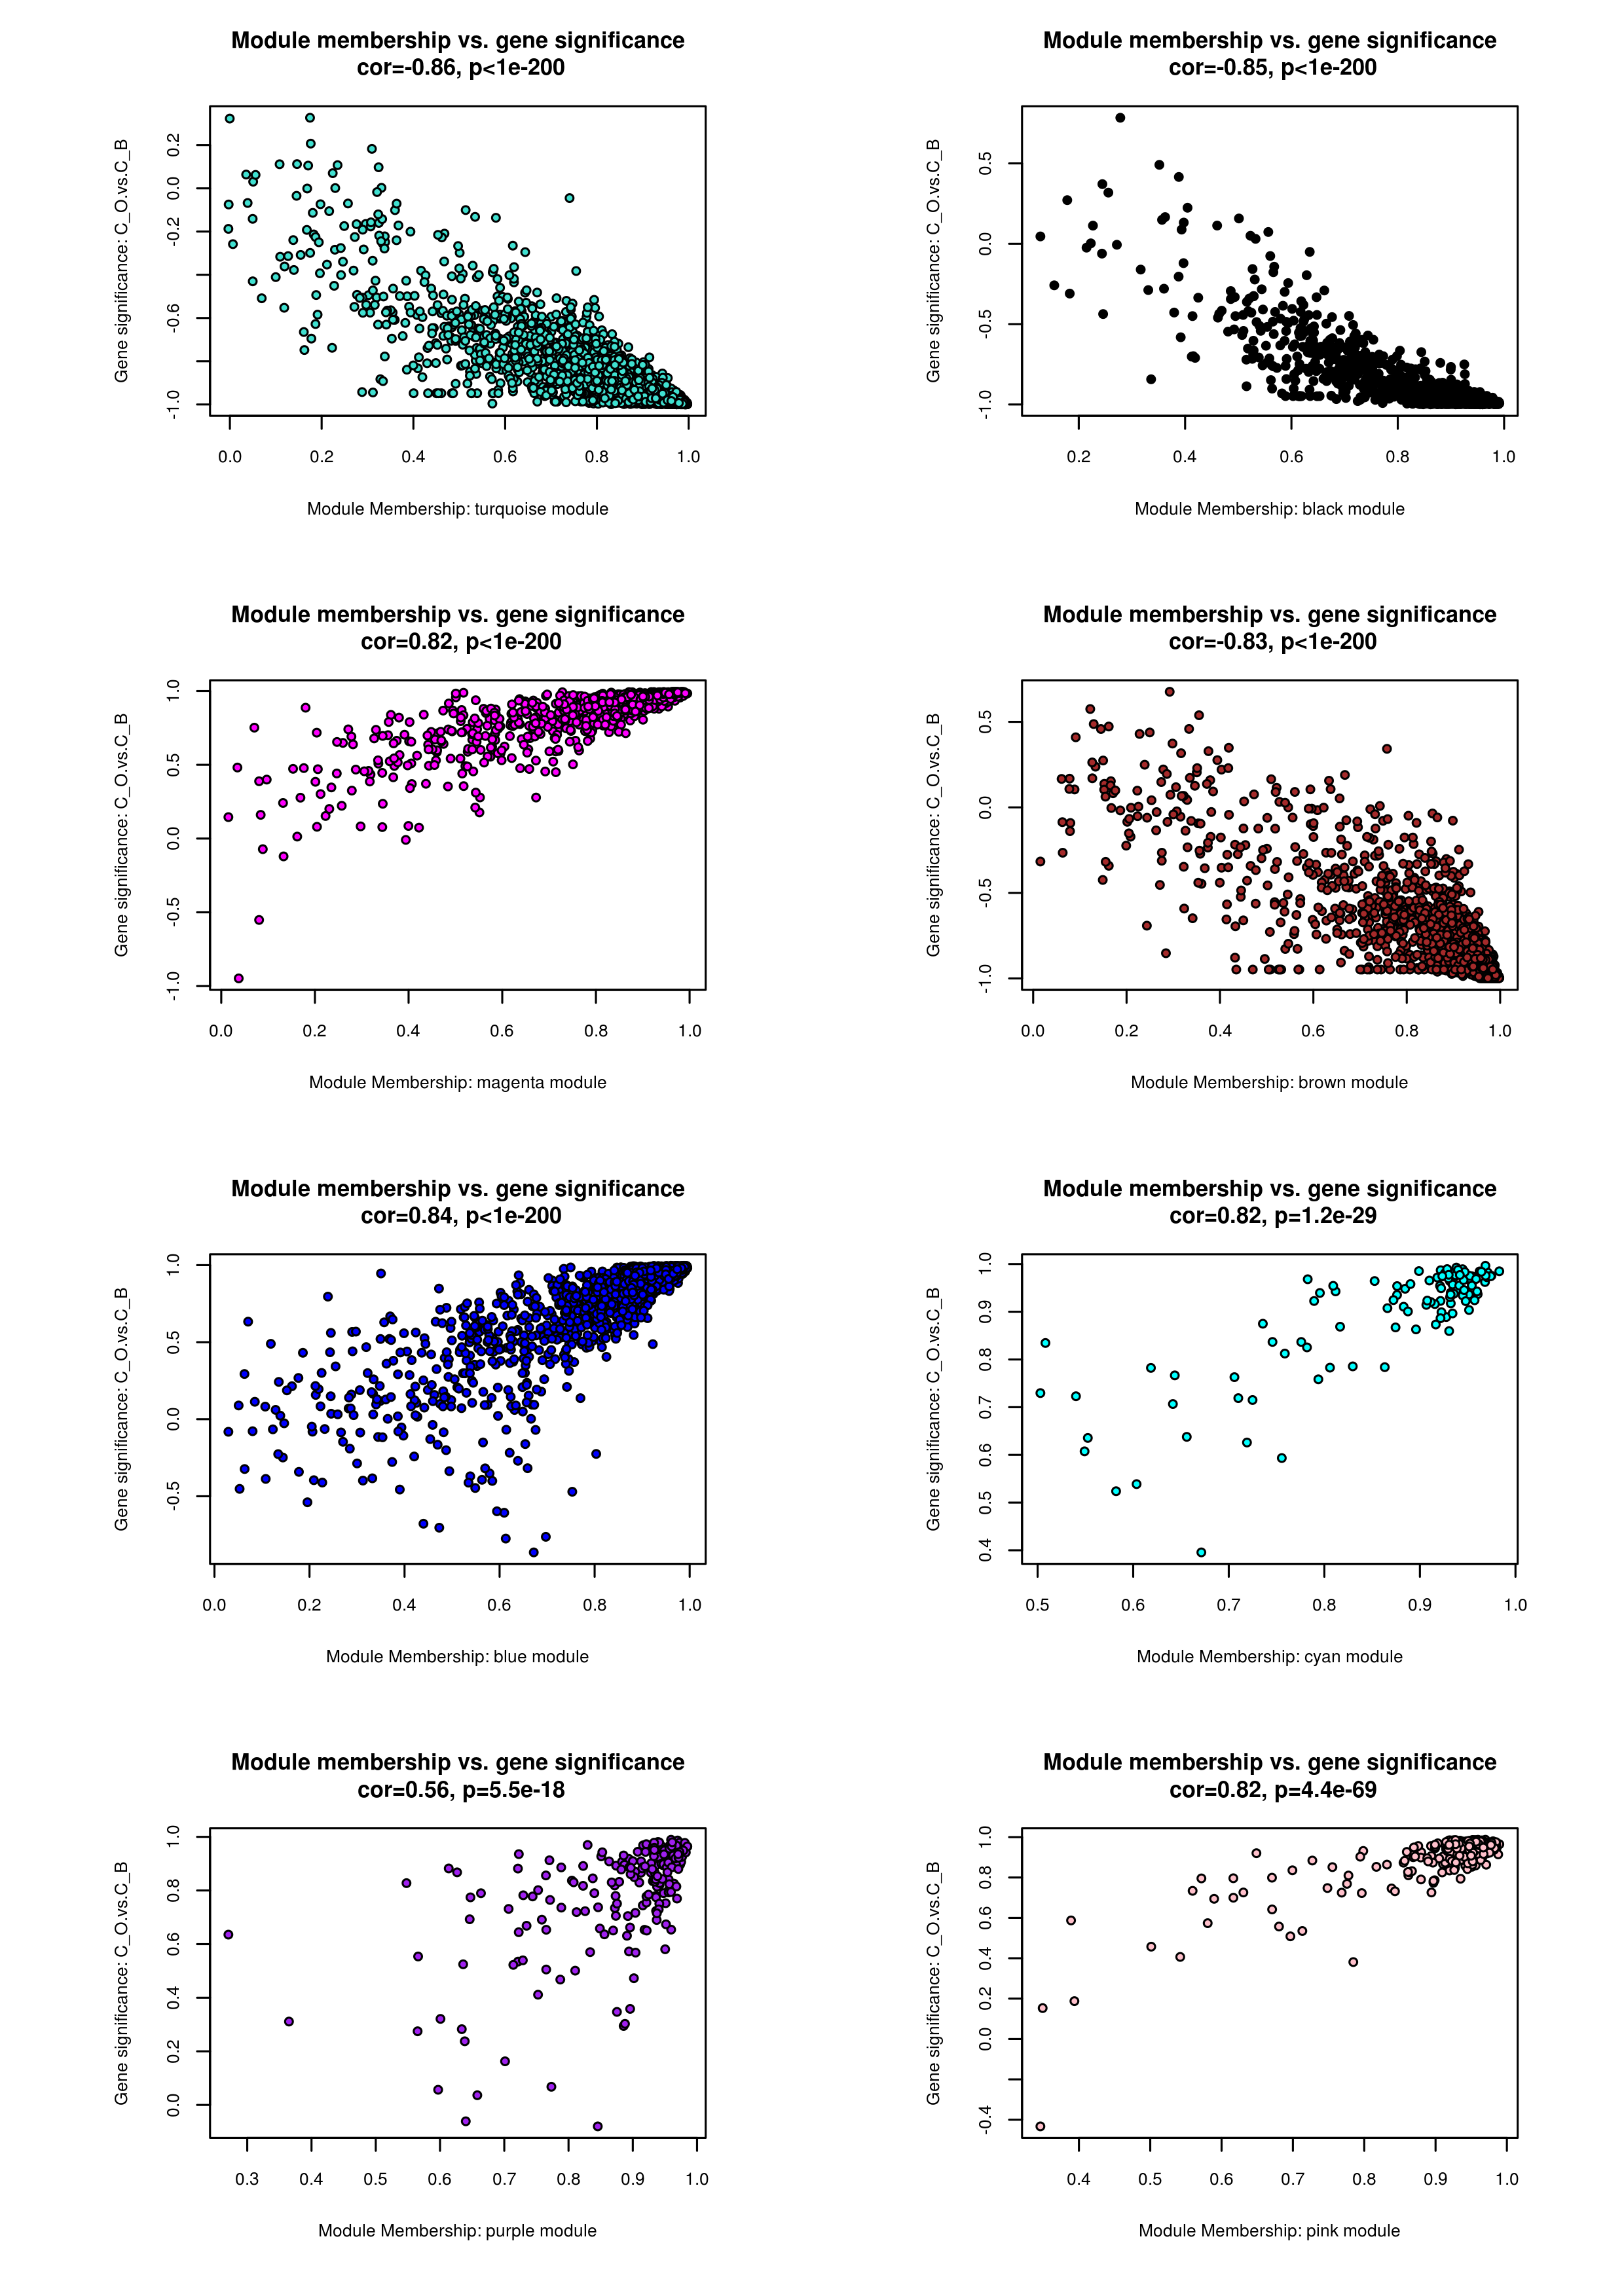 Module membership vs. gene significance
cor=-0.86, p<1e-200
Gene significance: C_O.vs.C_B
0.2
0.0
-0.2
-0.6
-1.0
0.0 0.2 0.4 0.6 0.8 1.0
Module Membership: turquoise module
Module membership vs. gene significance
cor=-0.85, p<1e-200
Gene significance: C_O.vs.C_B
0.5
0.0
-0.5
-1.0
0.2 0.4 0.6 0.8 1.0
Module Membership: black module
Module membership vs. gene significance
cor=0.82, p<1e-200
Gene significance: C_O.vs.C_B
1.0
0.5
0.0
-0.5
-1.0
0.0 0.2 0.4 0.6 0.8 1.0
Module Membership: magenta module
Module membership vs. gene significance
cor=-0.83, p<1e-200
Gene significance: C_O.vs.C_B
0.5
0.0
-0.5
-1.0
0.0 0.2 0.4 0.6 0.8 1.0
Module Membership: brown module
Module membership vs. gene significance
cor=0.84, p<1e-200
Gene significance: C_O.vs.C_B
1.0
0.5
0.0
-0.5
0.0 0.2 0.4 0.6 0.8 1.0
Module Membership: blue module
Module membership vs. gene significance
cor=0.82, p=1.2e-29
Gene significance: C_O.vs.C_B
1.0
0.9
0.8
0.7
0.6
0.5
0.4
0.5 0.6 0.7 0.8 0.9 1.0
Module Membership: cyan module
Module membership vs. gene significance
cor=0.56, p=5.5e-18
Gene significance: C_O.vs.C_B
1.0
0.8
0.6
0.4
0.2
0.0
0.3 0.4 0.5 0.6 0.7 0.8 0.9 1.0
Module Membership: purple module
Module membership vs. gene significance
cor=0.82, p=4.4e-69
Gene significance: C_O.vs.C_B
1.0
0.8
0.6
0.4
0.2
0.0
-0.4
0.4 0.5 0.6 0.7 0.8 0.9 1.0
Module Membership: pink module